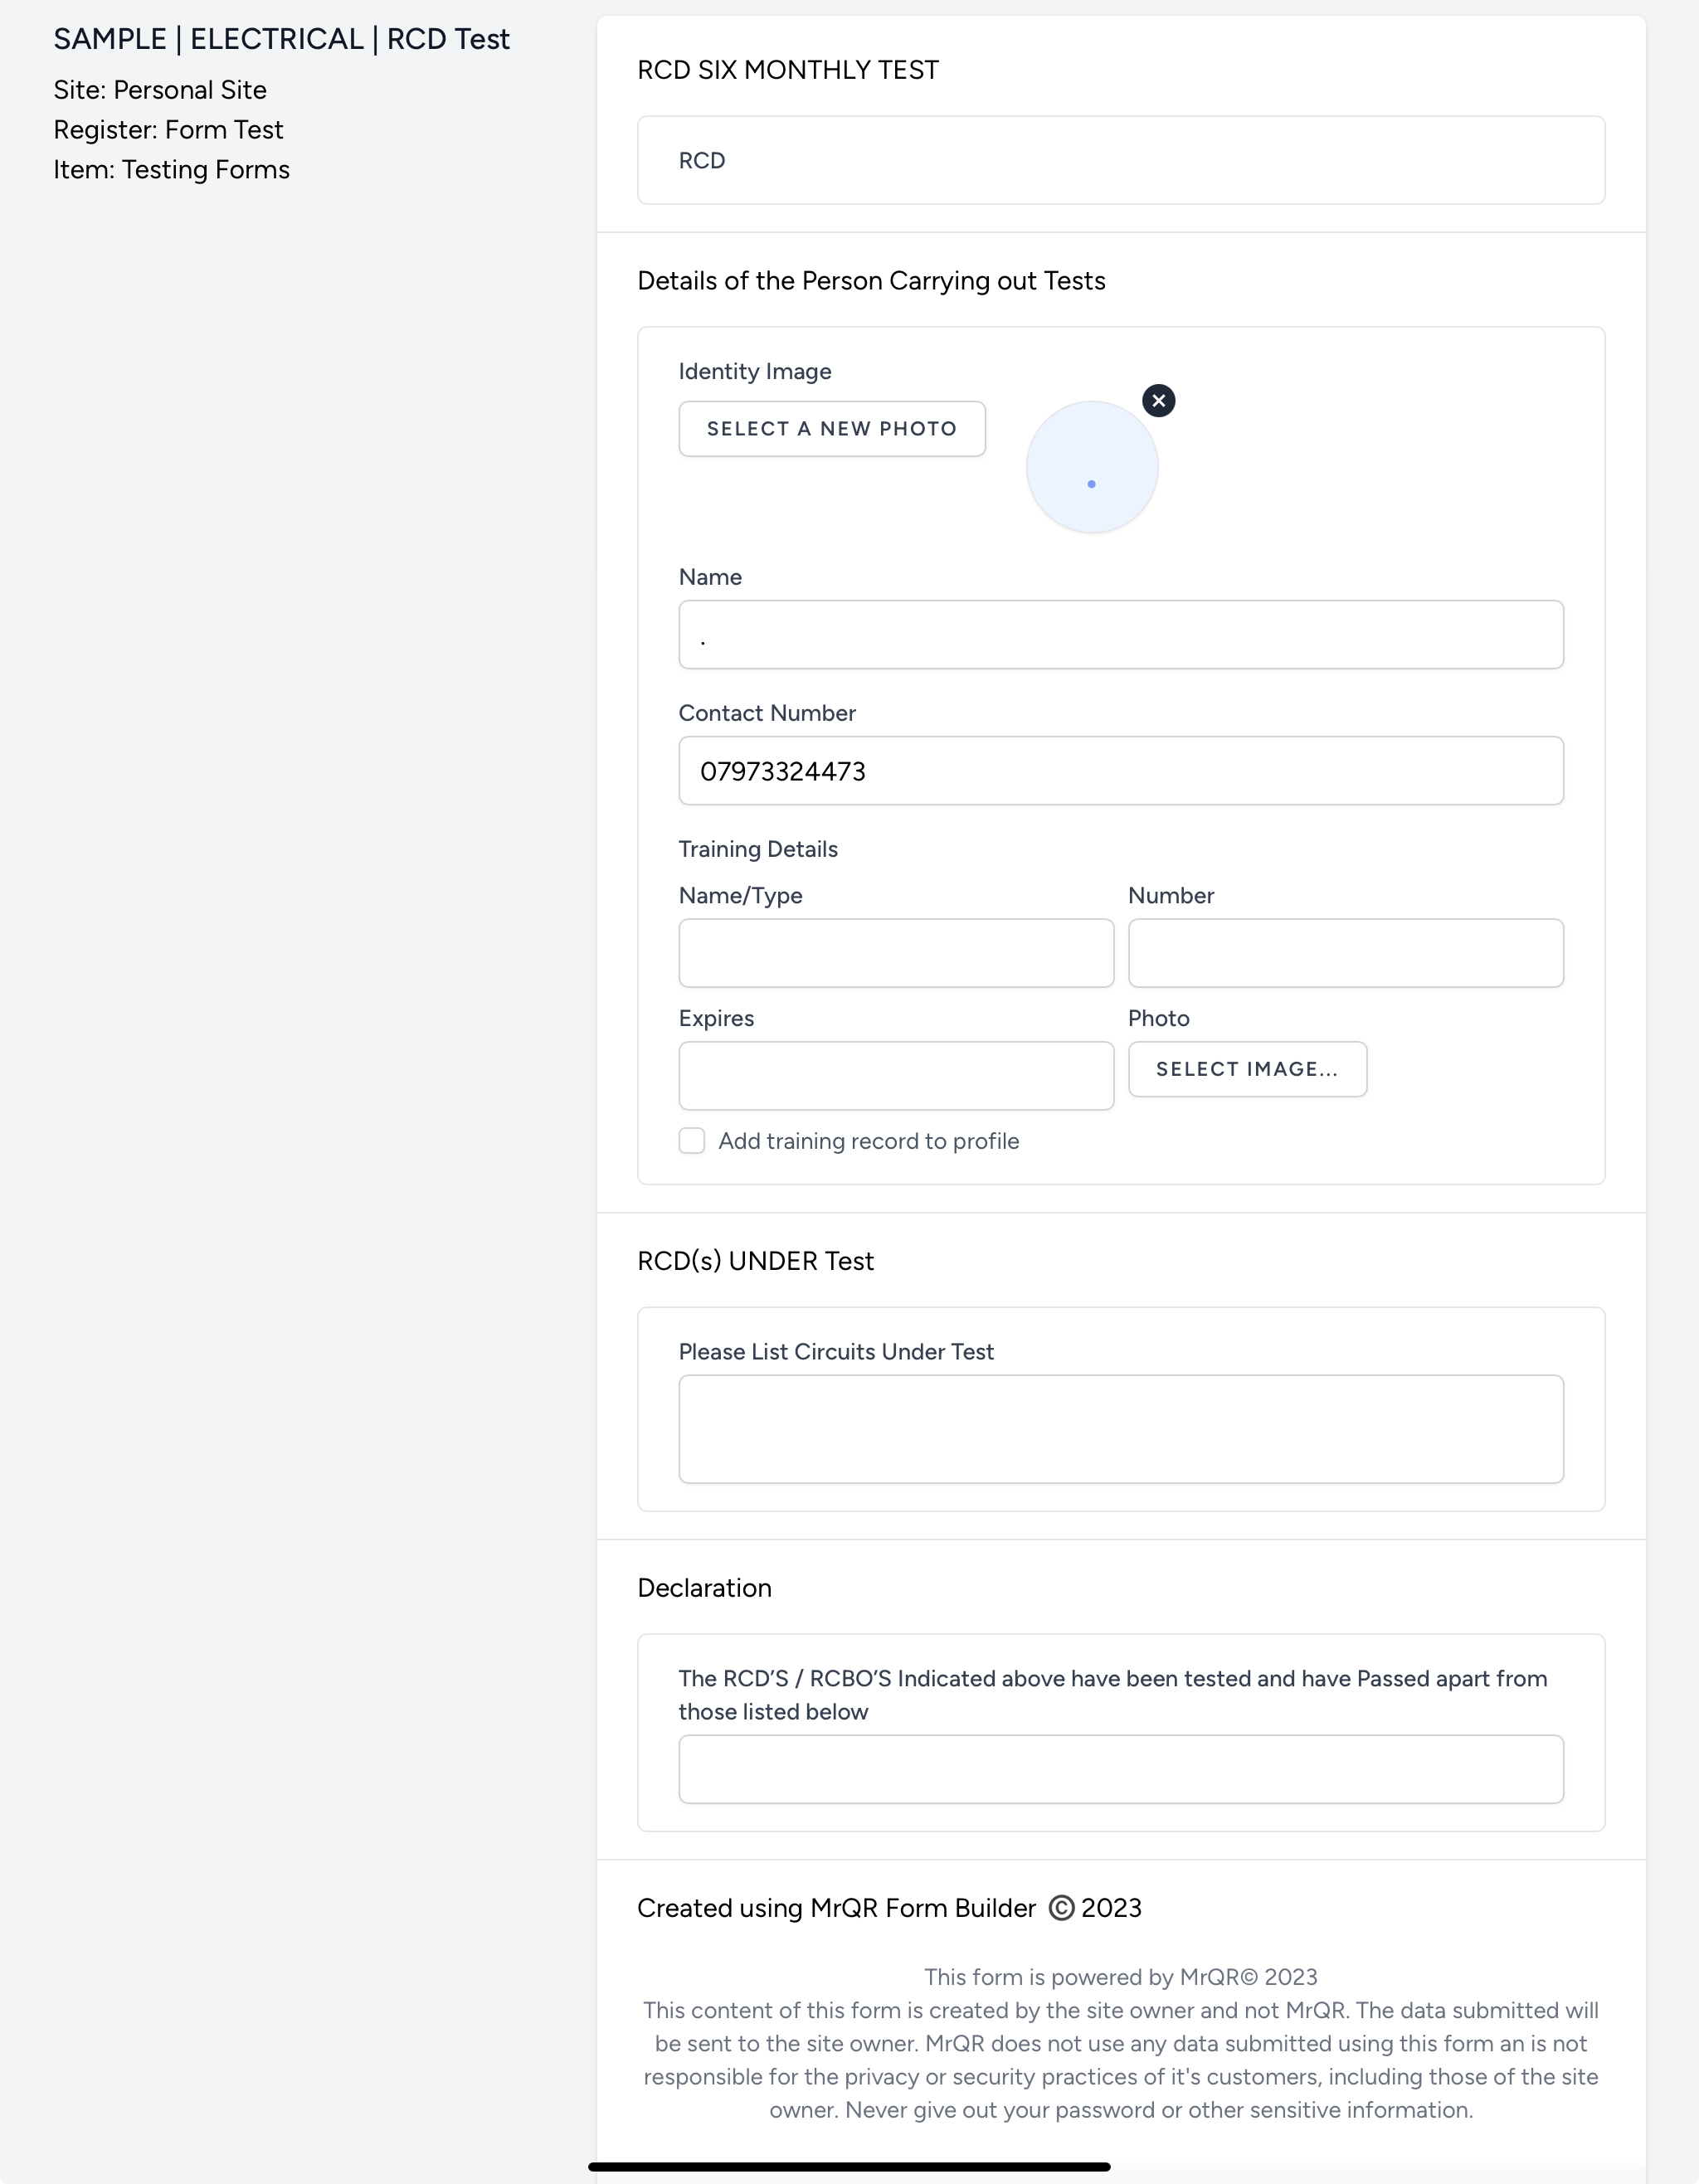 SAMPLE | ELECTRICAL | RCD Test
Site: Personal Site
Register: Form Test
Item: Testing Forms
RCD SIX MONTHLY TEST
RCD
Details of the Person Carrying out Tests
Identity Image
SELECT A NEW PHOTO
.
Name
.
Contact Number
07973324473
Training Details
Name/Type Number
Expires Photo
SELECT IMAGE...
Add training record to profile
RCD(s) UNDER Test
Please List Circuits Under Test
Declaration
The RCD’S / RCBO’S Indicated above have been tested and have Passed apart from
those listed below
Created using MrQR Form Builder © 2023
This form is powered by MrQR© 2023
This content of this form is created by the site owner and not MrQR. The data submitted will
be sent to the site owner. MrQR does not use any data submitted using this form an is not
responsible for the privacy or security practices of it's customers, including those of the site
owner. Never give out your password or other sensitive information.